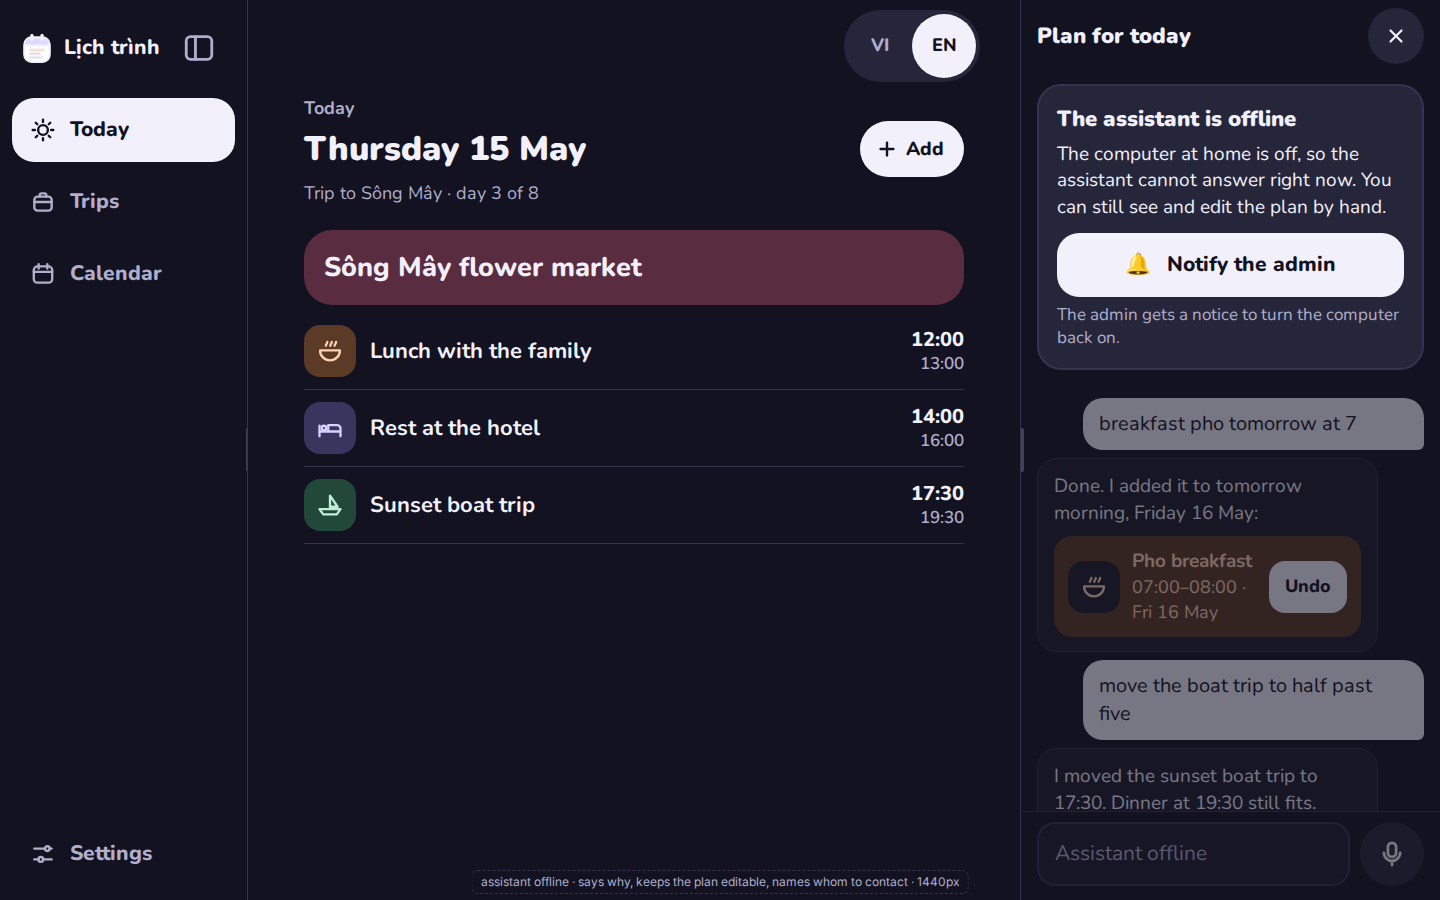 Lịch trình
Today
Trips
Calendar
Settings
VI
EN
Today
Thursday 15 May
Trip to Sông Mây · day 3 of 8
Add
Sông Mây flower market
Lunch with the family
12:00
13:00
Rest at the hotel
14:00
16:00
Sunset boat trip
17:30
19:30
assistant offline · says why, keeps the plan editable, names whom to contact · 1440px
Plan for today
The assistant is offline
The computer at home is off, so the
assistant cannot answer right now. You
can still see and edit the plan by hand.
Notify the admin
The admin gets a notice to turn the computer
back on.
breakfast pho tomorrow at 7
Done. I added it to tomorrow
morning, Friday 16 May:
Pho breakfast
07:00–08:00 ·
Fri 16 May
Undo
move the boat trip to half past
five
I moved the sunset boat trip to
17:30. Dinner at 19:30 still fits.
Assistant offline